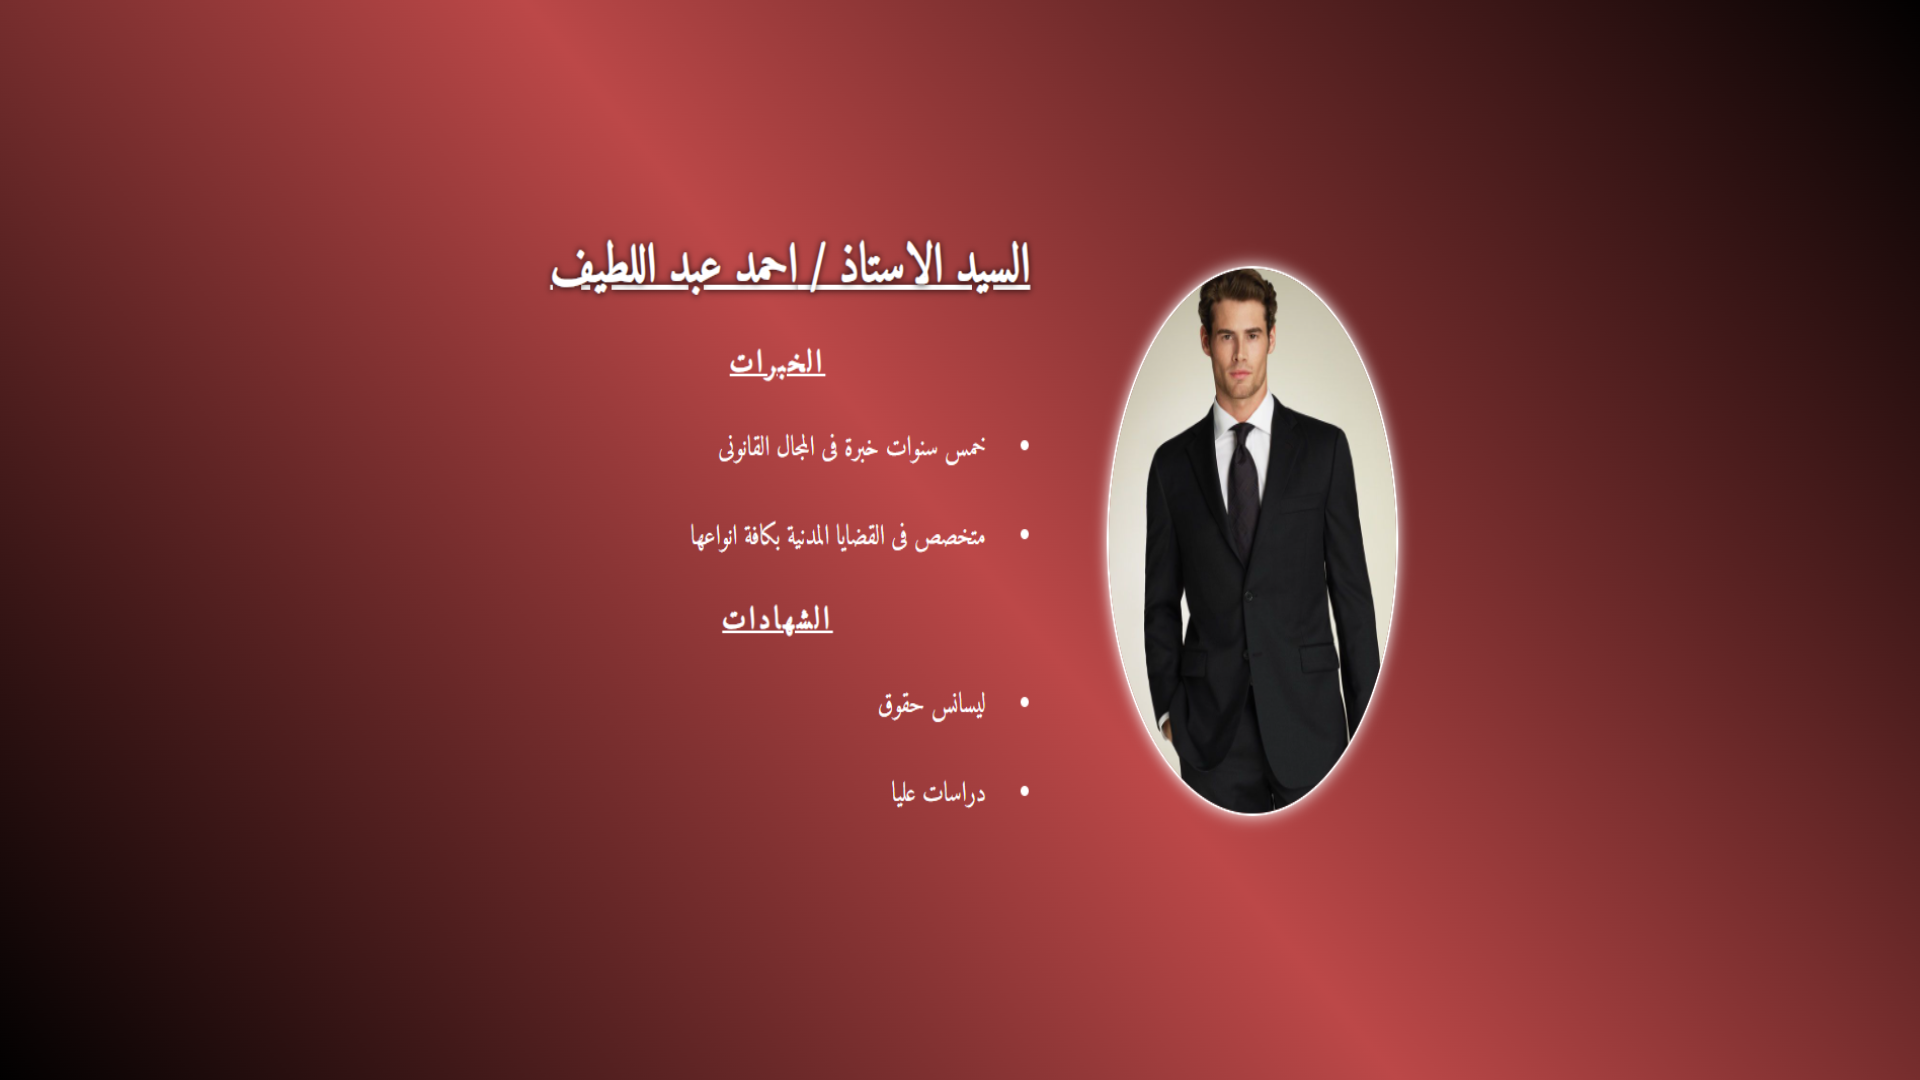 السيد الاستاذ / احمد عبد اللطيف
الخبرات
• خمس سنوات خبرة فى المجال القانونى
• متخصص فى القضايا المدنية بكافة انواعها
الشهادات
• ليسانس حقوق
• دراسات عليا